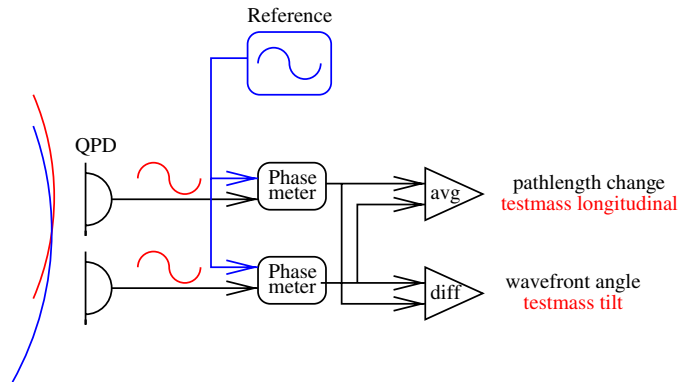 Reference
QPD
Phase
meter
avg
pathlength change
testmass longitudinal
Phase
meter
diff
wavefront angle
testmass tilt